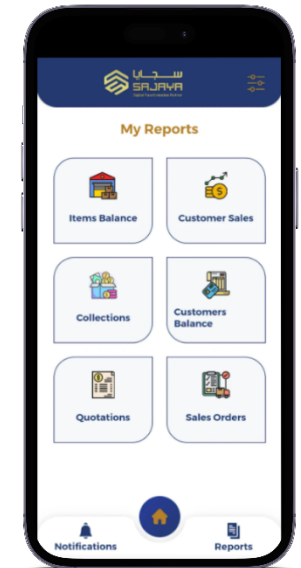 سجايا
SAJAYA
My Reports
Items Balance
Customer Sales
Collections
Customers
Balance
Quotations
Sales Orders
Notifications
Reports